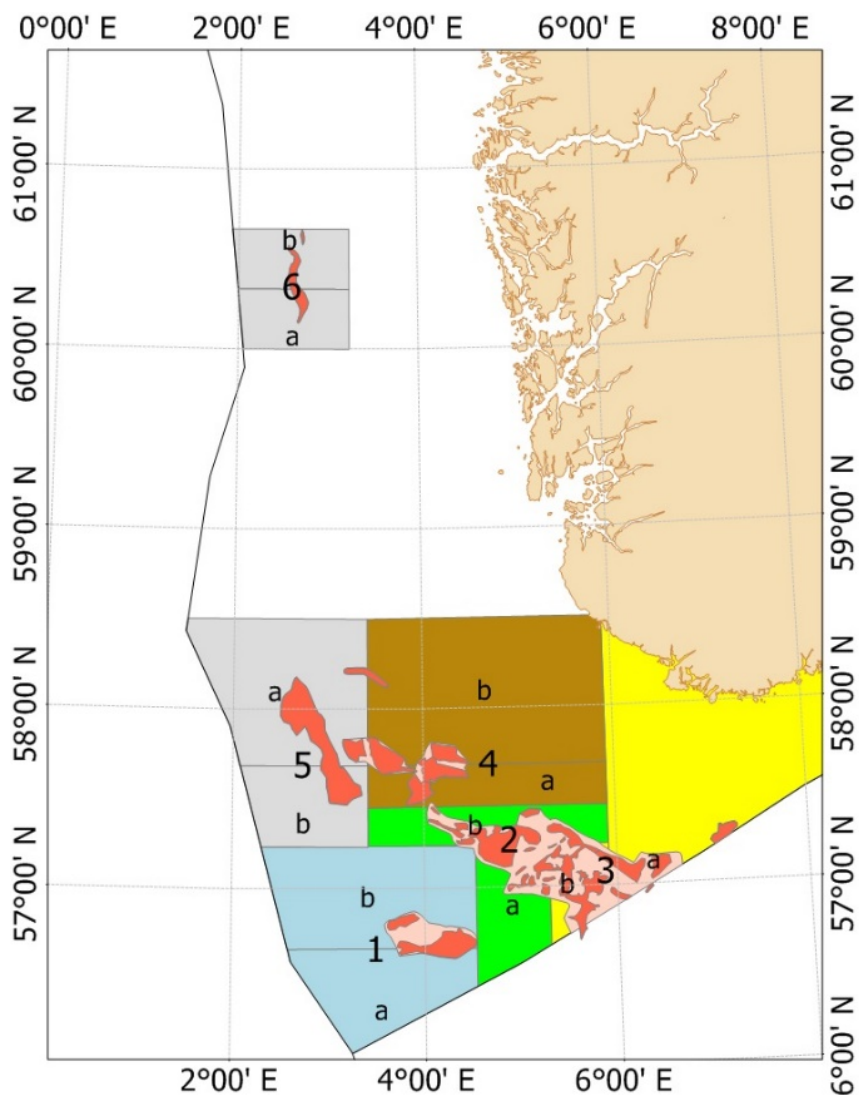 0°00' E 2°00' E 4°00' E 6°00' E 8°00' E
61°00' N 61°00' N
b
6
a
60°00' N 60°00' N
59°00' N 59°00' N
a b
58°00' N 58°00' N
5 4
a
b b
2
3 a
57°00' N 57°00' N
b b
a
1
a
6°00' N
2°00' E 4°00' E 6°00' E